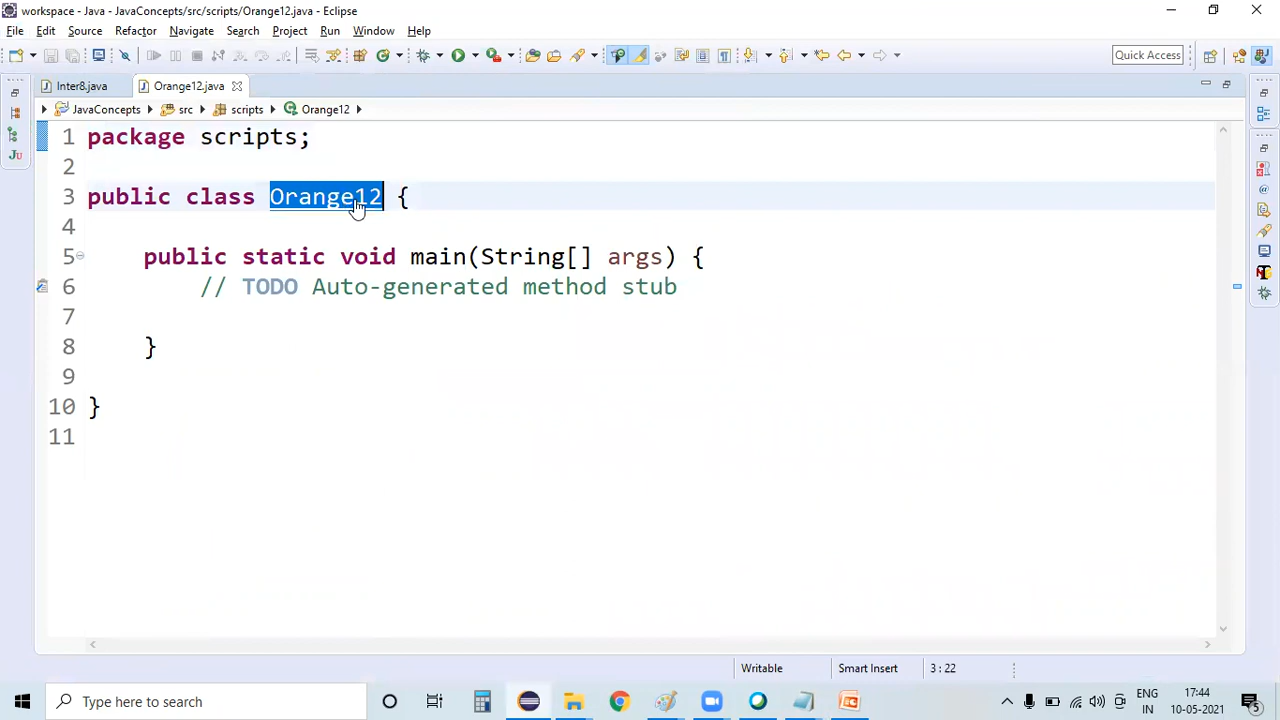 workspace - Java - JavaConcepts/src/scripts/Orange12.java - Eclipse
File Edit Source Refactor Navigate Search Project Run Window Help
Quick Access
Inter8.java Orange12.java
JavaConcepts src scripts Orange12
1 package scripts;
2
3 public class Orange12 {
4
5 public static void main(String[] args) {
6 // TODO Auto-generated method stub
7
8 }
9
10 }
11
Writable Smart Insert 3 : 22
Type here to search
ENG
IN
17:44
10-05-2021
5